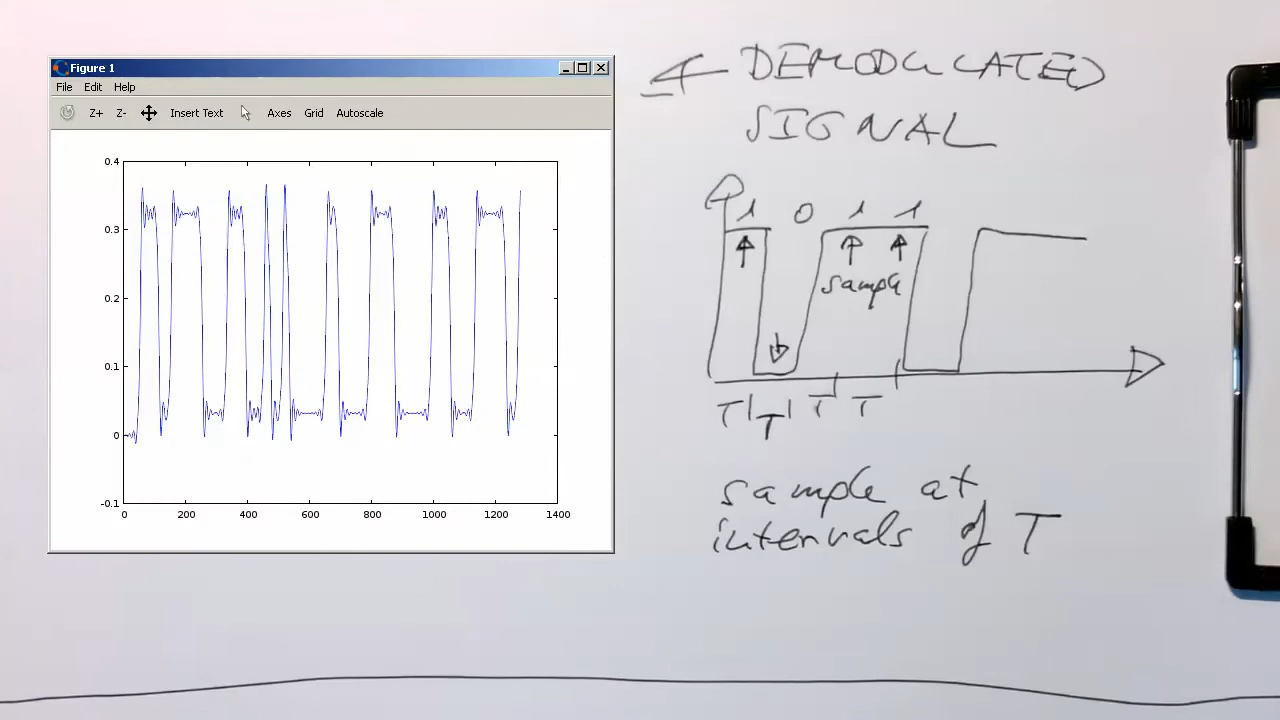 Figure 1
File Edit Help
Z+ Z- Insert Text Axes Grid Autoscale
0.4
0.3
0.2
0.1
0
-0.1
0 200 400 600 800 1000 1200 1400
DEMODULATED
SIGNAL
1 0 1 1
sample
T T T T
sample at
intervals of T